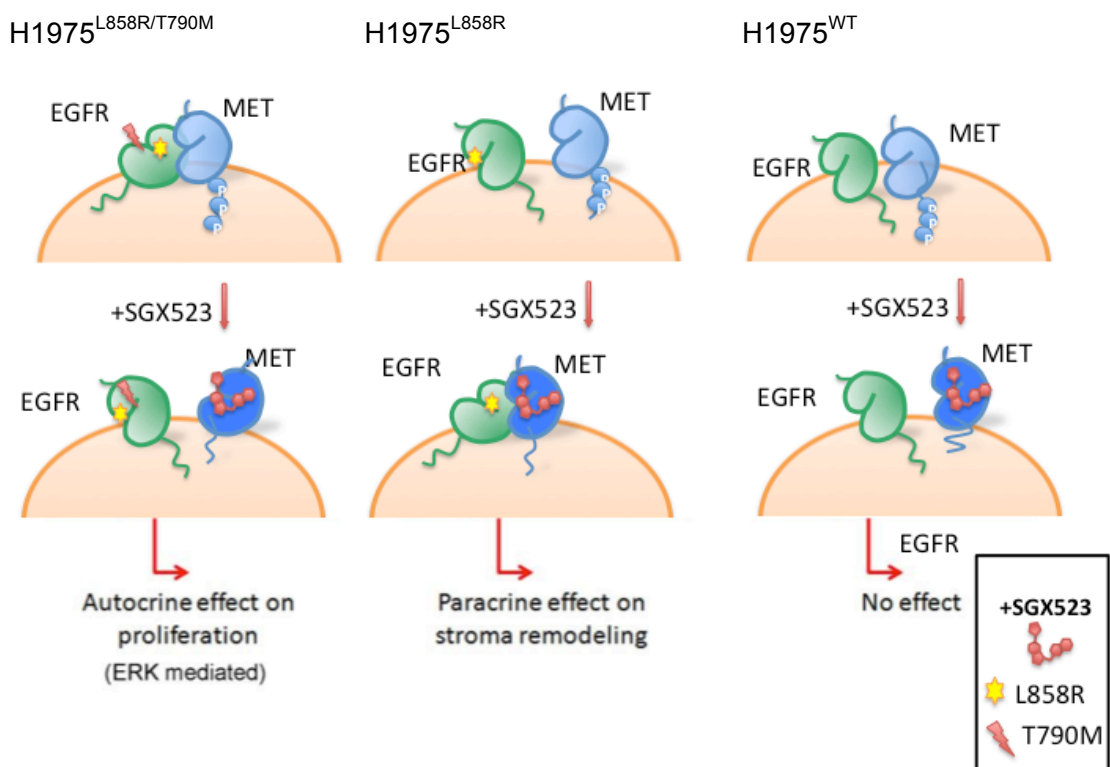 H1975L858R/T790M
H1975L858R
H1975WT
EGFR
MET
P
P
P
EGFR
MET
P
P
P
EGFR
MET
P
P
P
+SGX523
+SGX523
+SGX523
EGFR
MET
EGFR
MET
EGFR
MET
Autocrine effect on
proliferation
(ERK mediated)
Paracrine effect on
stroma remodeling
EGFR
No effect
+SGX523
L858R
T790M